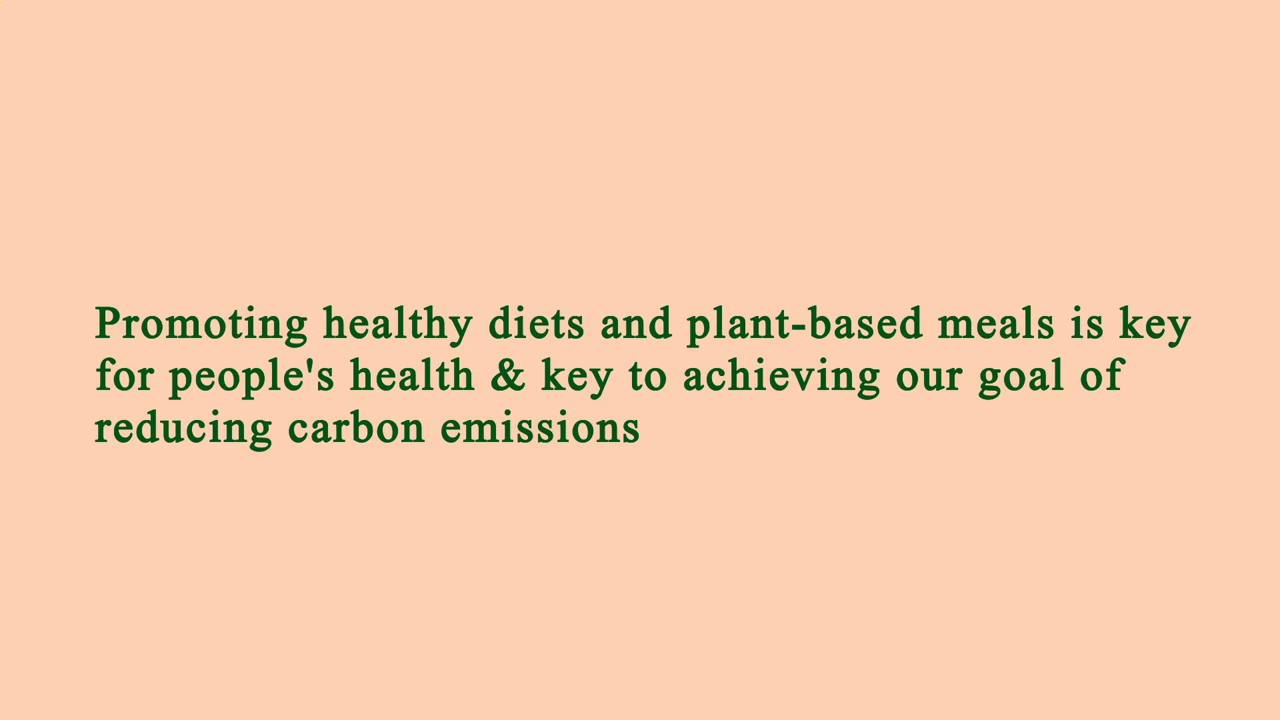 Promoting healthy diets and plant-based meals is key
for people's health & key to achieving our goal of
reducing carbon emissions